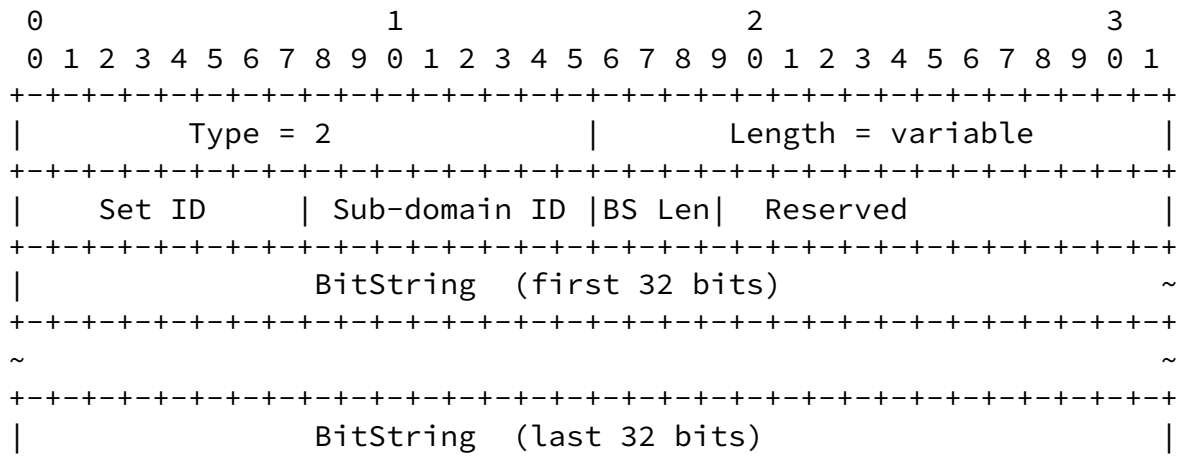 0                   1                   2                   3
 0 1 2 3 4 5 6 7 8 9 0 1 2 3 4 5 6 7 8 9 0 1 2 3 4 5 6 7 8 9 0 1
+-+-+-+-+-+-+-+-+-+-+-+-+-+-+-+-+-+-+-+-+-+-+-+-+-+-+-+-+-+-+-+-+
|         Type = 2              |       Length = variable       |
+-+-+-+-+-+-+-+-+-+-+-+-+-+-+-+-+-+-+-+-+-+-+-+-+-+-+-+-+-+-+-+-+
|    Set ID     | Sub-domain ID |BS Len|  Reserved              |
+-+-+-+-+-+-+-+-+-+-+-+-+-+-+-+-+-+-+-+-+-+-+-+-+-+-+-+-+-+-+-+-+
|                BitString  (first 32 bits)                     ~
+-+-+-+-+-+-+-+-+-+-+-+-+-+-+-+-+-+-+-+-+-+-+-+-+-+-+-+-+-+-+-+-+
~                                                               ~
+-+-+-+-+-+-+-+-+-+-+-+-+-+-+-+-+-+-+-+-+-+-+-+-+-+-+-+-+-+-+-+-+
|                BitString  (last 32 bits)                      |